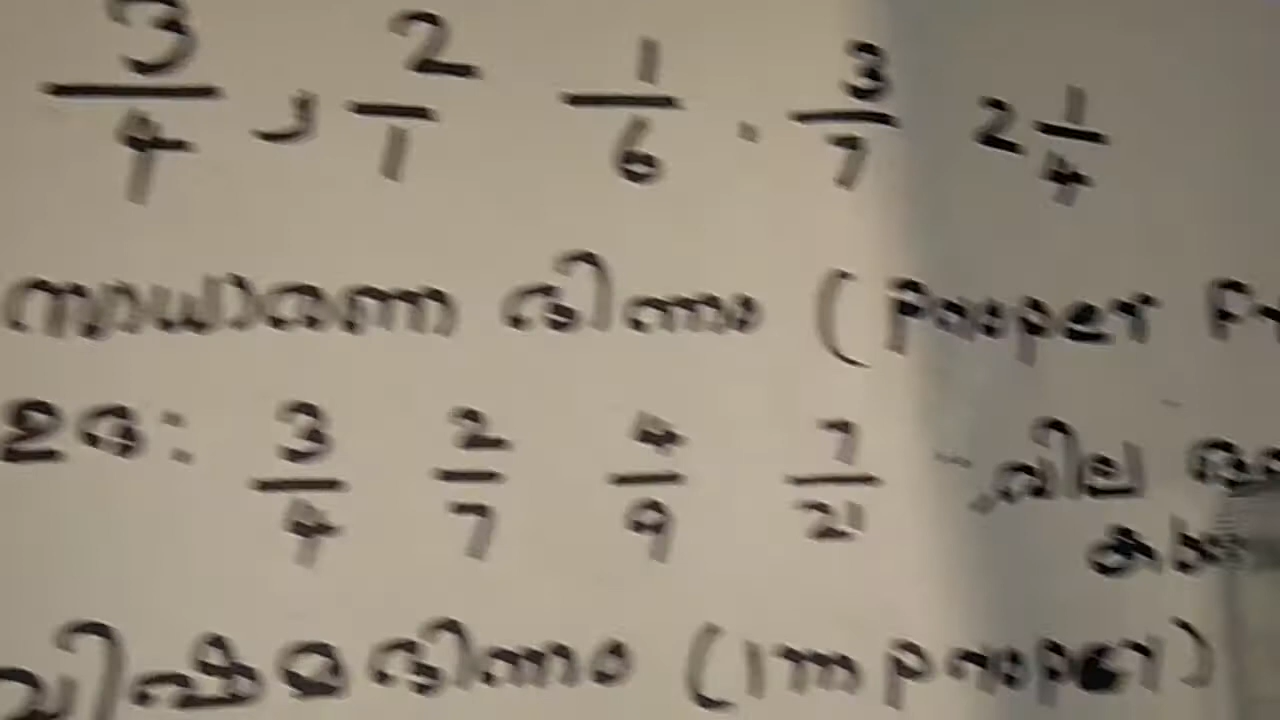 3/4 , 2/1 1/6 . 3/7 2 1/4
സാധാരണ ഭിന്നം (Proper
ഉദാ: 3/4 2/7 4/9 7/21
വിഷമഭിന്നം (Improper)